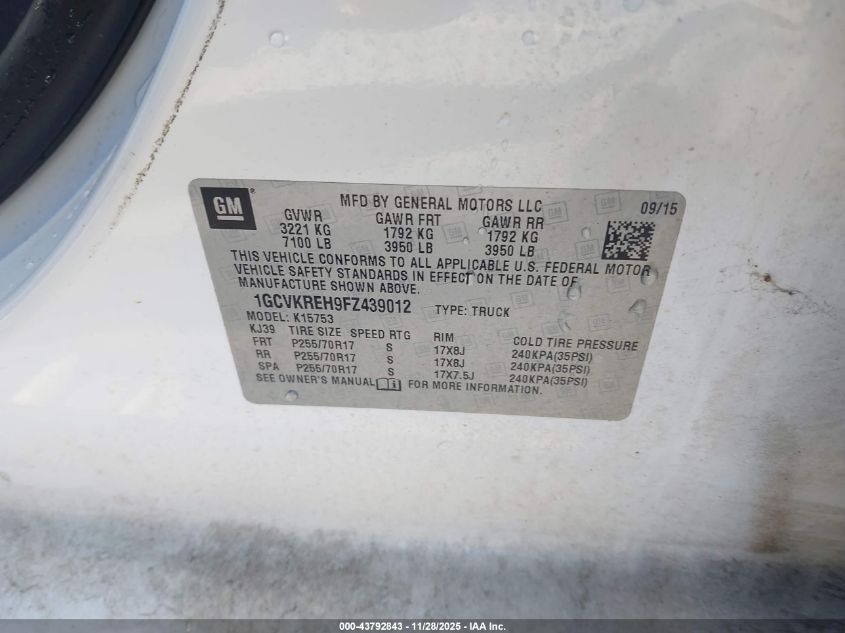 GM®
MFD BY GENERAL MOTORS LLC
09/15
GVWR GAWR FRT GAWR RR
3221 KG 1792 KG 1792 KG
7100 LB 3950 LB 3950 LB
THIS VEHICLE CONFORMS TO ALL APPLICABLE U.S. FEDERAL MOTOR
VEHICLE SAFETY STANDARDS IN EFFECT ON THE DATE OF
MANUFACTURE SHOWN ABOVE.
1GCVKREH9FZ439012 TYPE: TRUCK
MODEL: K15753
KJ39 TIRE SIZE SPEED RTG RIM COLD TIRE PRESSURE
FRT P255/70R17 S 17X8J 240KPA(35PSI)
RR P255/70R17 S 17X8J 240KPA(35PSI)
SPA P255/70R17 S 17X7.5J 240KPA(35PSI)
SEE OWNER'S MANUAL FOR MORE INFORMATION.
000-43792843 - 11/28/2025 - IAA Inc.